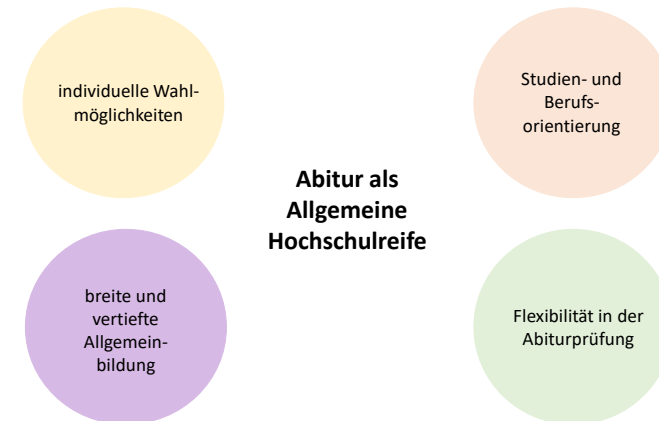 individuelle Wahl-
möglichkeiten
Studien- und
Berufs-
orientierung
Abitur als
Allgemeine
Hochschulreife
breite und
vertiefte
Allgemein-
bildung
Flexibilität in der
Abiturprüfung